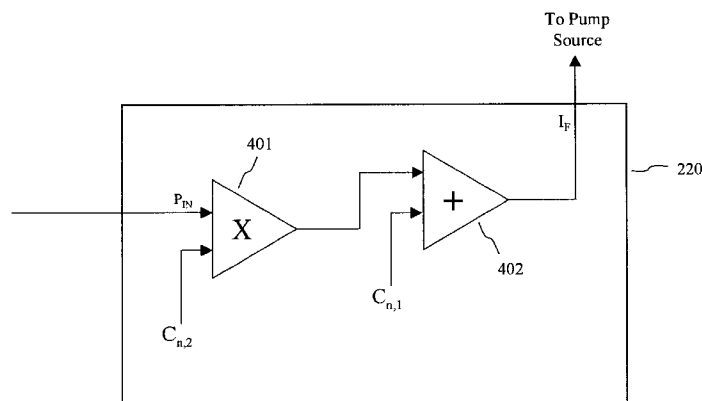 To Pump
Source
I_F
401
220
P_IN
X
+
402
C_n,1
C_n,2